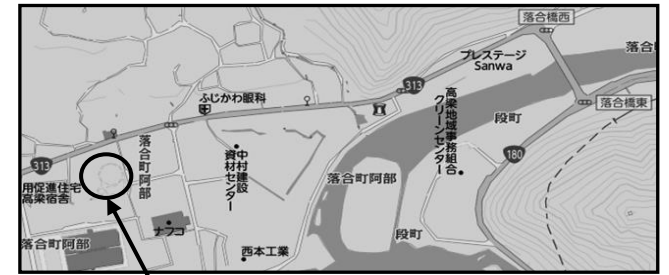 落合橋西
落合
プレステージ
Sanwa
313
ふじかわ眼科
高梁地域事務組合
クリーンセンター
段町
落合橋東
落合町阿部
180
313
中村建設
資材センター
落合町阿部
用促進住宅
高梁宿舎
ナフコ
段町
落合町阿部
西本工業